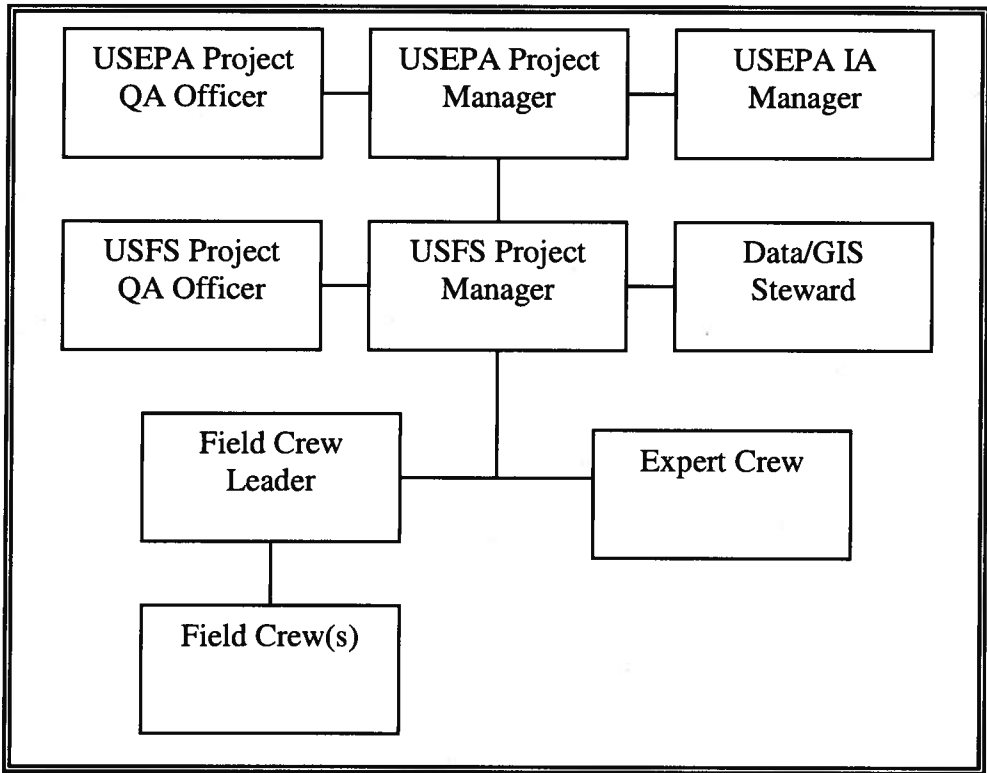 USEPA Project
QA Officer
USEPA Project
Manager
USEPA IA
Manager
USFS Project
QA Officer
USFS Project
Manager
Data/GIS
Steward
Field Crew
Leader
Expert Crew
Field Crew(s)